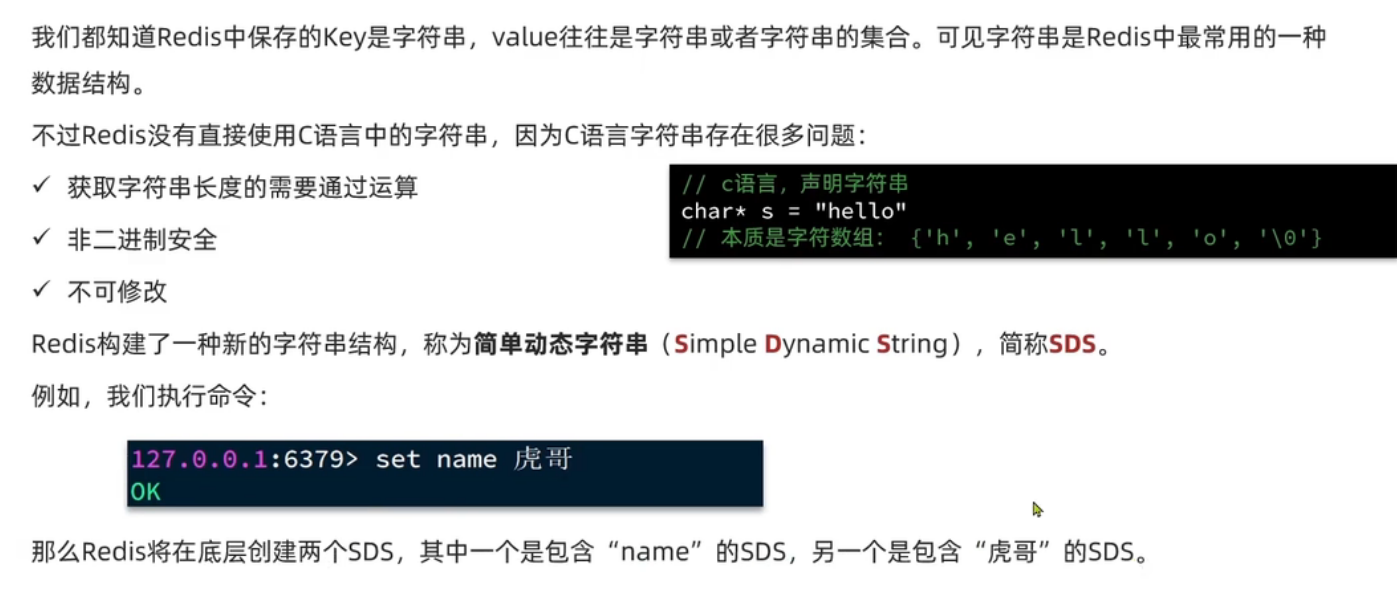 我们都知道Redis中保存的Key是字符串，value往往是字符串或者字符串的集合。可见字符串是Redis中最常用的一种
数据结构。
不过Redis没有直接使用C语言中的字符串，因为C语言字符串存在很多问题：
✓ 获取字符串长度的需要通过运算
✓ 非二进制安全
✓ 不可修改
// c语言，声明字符串
char* s = "hello"
// 本质是字符数组： {'h', 'e', 'l', 'l', 'o', '\0'}
Redis构建了一种新的字符串结构，称为简单动态字符串（Simple Dynamic String），简称SDS。
例如，我们执行命令：
127.0.0.1:6379> set name 虎哥
OK
那么Redis将在底层创建两个SDS，其中一个是包含“name”的SDS，另一个是包含“虎哥”的SDS。